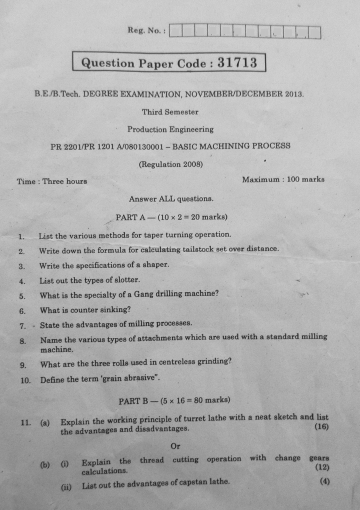 Reg. No. :
Question Paper Code : 31713
B.E./B.Tech. DEGREE EXAMINATION, NOVEMBER/DECEMBER 2013.
Third Semester
Production Engineering
PR 2201/PR 1201 A/080130001 – BASIC MACHINING PROCESS
(Regulation 2008)
Time : Three hours Maximum : 100 marks
Answer ALL questions.
PART A — (10 × 2 = 20 marks)
1. List the various methods for taper turning operation.
2. Write down the formula for calculating tailstock set over distance.
3. Write the specifications of a shaper.
4. List out the types of slotter.
5. What is the specialty of a Gang drilling machine?
6. What is counter sinking?
7. State the advantages of milling processes.
8. Name the various types of attachments which are used with a standard milling
machine.
9. What are the three rolls used in centreless grinding?
10. Define the term 'grain abrasive".
PART B — (5 × 16 = 80 marks)
11. (a) Explain the working principle of turret lathe with a neat sketch and list
the advantages and disadvantages. (16)
Or
(b) (i) Explain the thread cutting operation with change gears
calculations. (12)
(ii) List out the advantages of capstan lathe. (4)